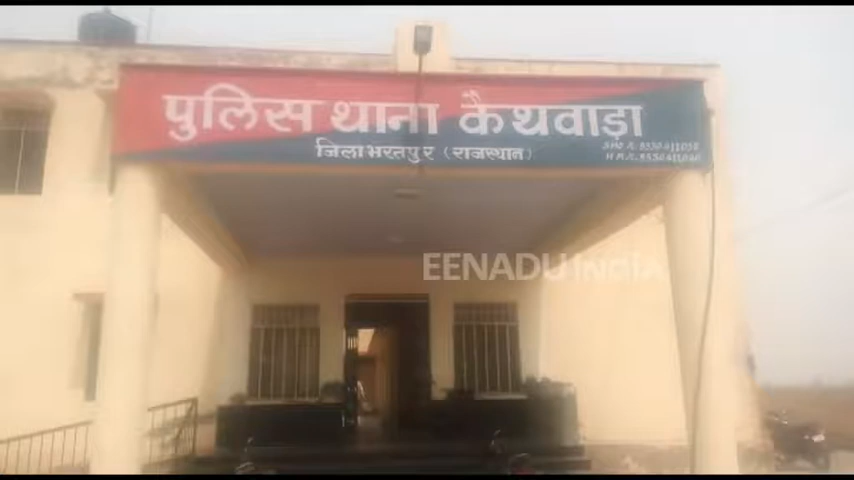 पुलिस थाना कैथवाड़ा
जिला भरतपुर (राजस्थान)
EENADU India